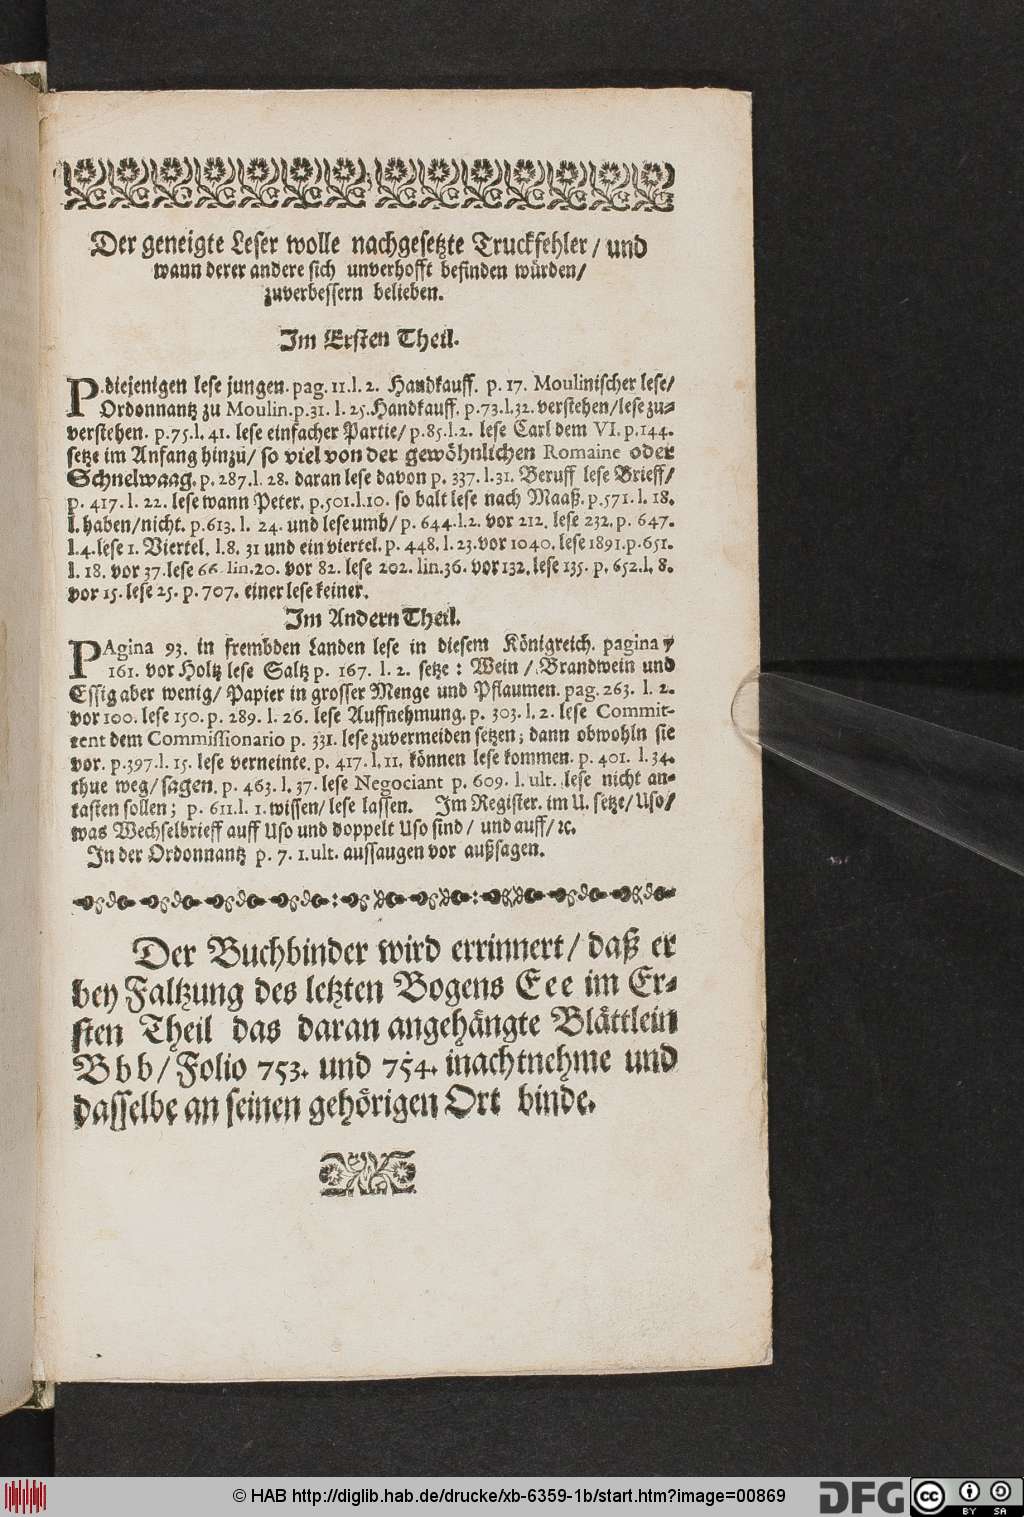 Der geneigte Leser wolle nachgesetzte Truckfehler / und
wann derer andere sich unverhofft befinden würden/
zuverbessern belieben.
Im Ersten Theil.
P. diejenigen lese jungen. pag. 11. l. 2. Handkauff. p. 17. Moulinischer lese/
Ordonnantz zu Moulin. p. 31. l. 25. Handkauff. p. 73. l. 32. verstehen/ lese zu-
verstehen. p. 75. l. 41. lese einfacher Partie/ p. 85. l. 2. lese Carl dem VI. p. 144.
setze im Anfang hinzu/ so viel von der gewöhnlichen Romaine oder
Schnelwaag. p. 287. l. 28. daran lese davon p. 337. l. 31. Beruff lese Brieff/
p. 417. l. 22. lese wann Peter. p. 501. l. 10. so balt lese nach Maaß. p. 571. l. 18.
l. haben/ nicht. p. 613. l. 24. und lese umb/ p. 644. l. 2. vor 212. lese 232. p. 647.
l. 4. lese 1. Viertel. l. 8. 31 und ein viertel. p. 448. l. 23. vor 1040. lese 1891. p. 651.
l. 18. vor 37. lese 66. lin. 20. vor 82. lese 202. lin. 36. vor 132. lese 135. p. 652. l. 8.
vor 15. lese 25. p. 707. einer lese keiner.
Im Andern Theil.
PAgina 93. in frembden Landen lese in diesem Königreich. pagina
161. vor Holtz lese Saltz p. 167. l. 2. setze : Wein / Brandwein und
Essig aber wenig/ Papier in grosser Menge und Pflaumen. pag. 263. l. 2.
vor 100. lese 150. p. 289. l. 26. lese Auffnehmung. p. 303. l. 2. lese Commit-
tent dem Commissionario p. 331. lese zuvermeiden setzen; dann obwohln sie
vor. p. 397. l. 15. lese verneinte. p. 417. l. 11. können lese kommen. p. 401. l. 34.
thue weg/ sagen. p. 463. l. 37. lese Negociant p. 609. l. ult. lese nicht an-
tasten sollen; p. 611. l. 1. wissen/ lese lassen. Im Register. im U. setze/ Uso/
was Wechselbrieff auff Uso und doppelt Uso sind / und auff/ ꝛc.
In der Ordonnantz p. 7. l. ult. aussaugen vor außsagen.
Der Buchbinder wird errinnert/ daß er
bey Faltzung des letzten Bogens Eee im Er-
sten Theil das daran angehängte Blättlein
Bbb/ Folio 753. und 754. inachtnehme und
dasselbe an seinen gehörigen Ort binde.
© HAB http://diglib.hab.de/drucke/xb-6359-1b/start.htm?image=00869
DFG
cc BY SA